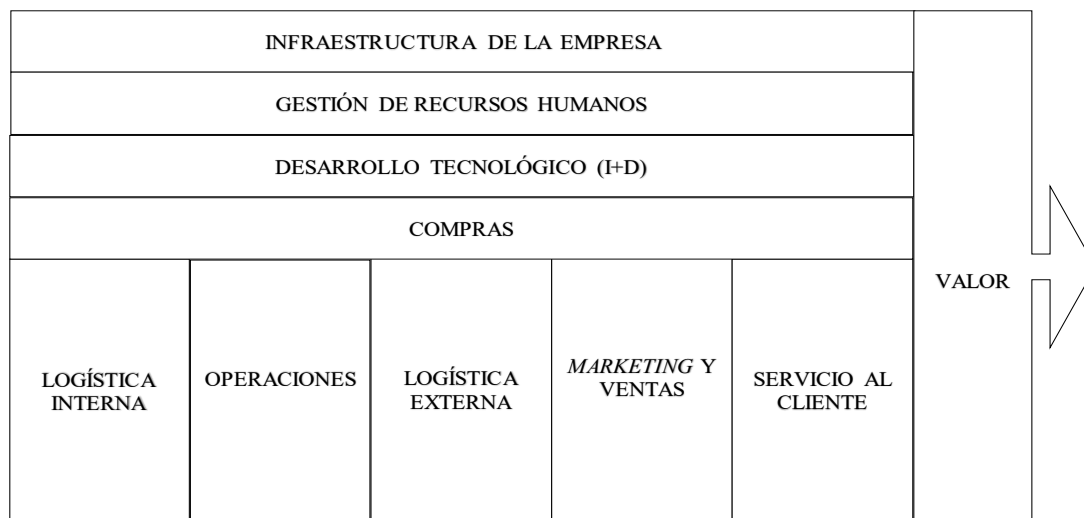 INFRAESTRUCTURA DE LA EMPRESA
GESTIÓN DE RECURSOS HUMANOS
DESARROLLO TECNOLÓGICO (I+D)
COMPRAS
LOGÍSTICA
INTERNA
OPERACIONES
LOGÍSTICA
EXTERNA
MARKETING Y
VENTAS
SERVICIO AL
CLIENTE
VALOR